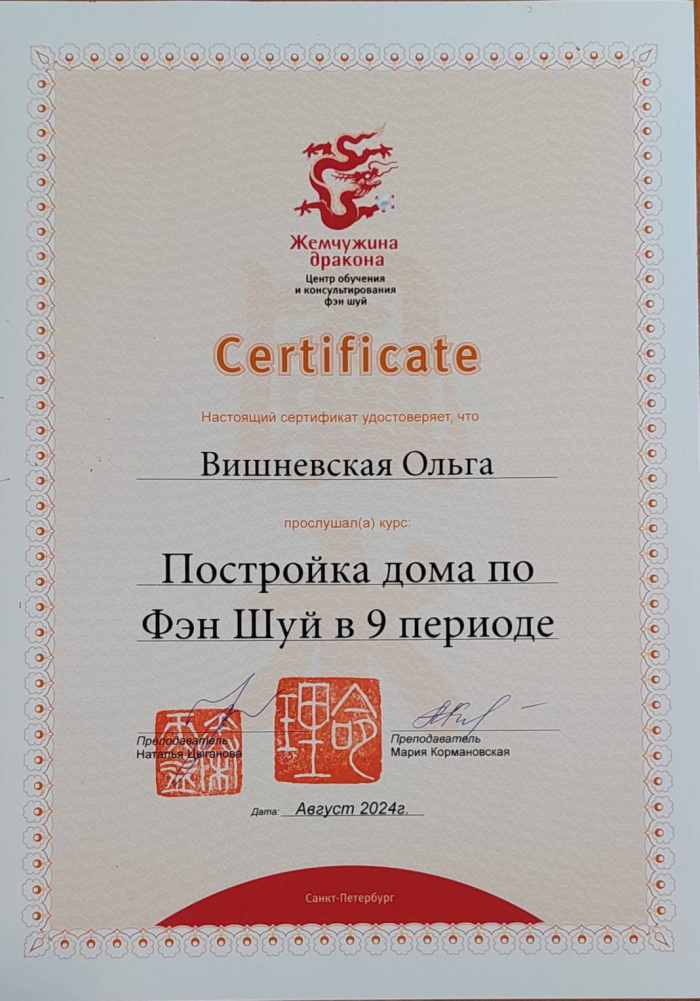 Жемчужина
дракона
Центр обучения
и консультирования
фэн шуй
Certificate
Настоящий сертификат удостоверяет, что
Вишневская Ольга
прослушал(а) курс:
Постройка дома по
Фэн Шуй в 9 периоде
Преподаватель
Наталья Цыганова
Преподаватель
Мария Кормановская
Дата: Август 2024г.
Санкт-Петербург